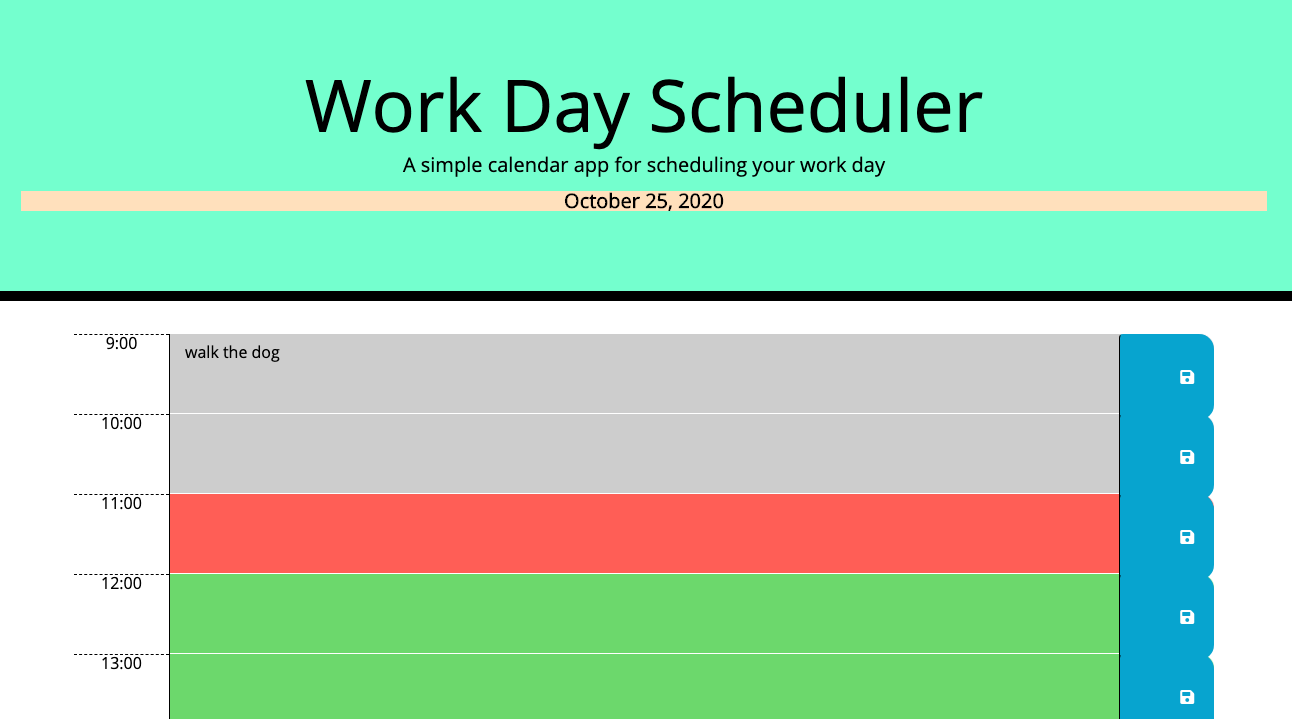 Work Day Scheduler
A simple calendar app for scheduling your work day
October 25, 2020
9:00
walk the dog
10:00
11:00
12:00
13:00